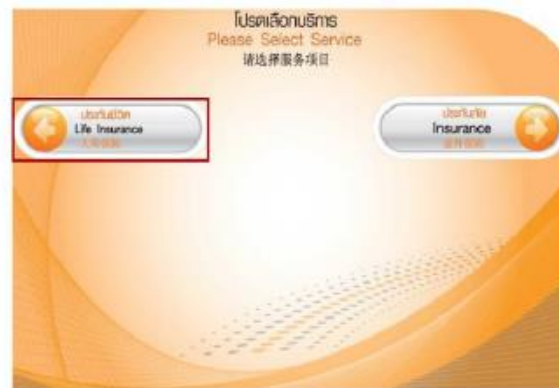 โปรดเลือกบริการ
Please Select Service
请选择服务项目
ประกันชีวิต
Life Insurance
ประกันภัย
Insurance